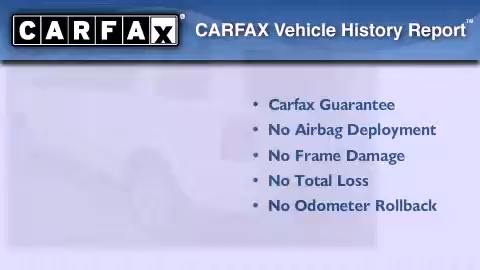 CARFAX® CARFAX Vehicle History Report™
• Carfax Guarantee
• No Airbag Deployment
• No Frame Damage
• No Total Loss
• No Odometer Rollback